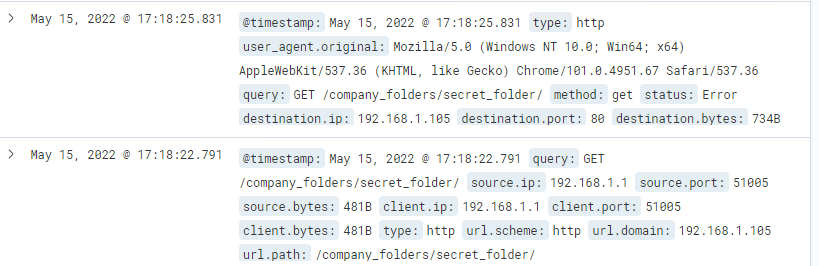 May 15, 2022 @ 17:18:25.831 @timestamp: May 15, 2022 @ 17:18:25.831 type: http
user_agent.original: Mozilla/5.0 (Windows NT 10.0; Win64; x64)
AppleWebKit/537.36 (KHTML, like Gecko) Chrome/101.0.4951.67 Safari/537.36
query: GET /company_folders/secret_folder/ method: get status: Error
destination.ip: 192.168.1.105 destination.port: 80 destination.bytes: 734B
May 15, 2022 @ 17:18:22.791 @timestamp: May 15, 2022 @ 17:18:22.791 query: GET
/company_folders/secret_folder/ source.ip: 192.168.1.1 source.port: 51005
source.bytes: 481B client.ip: 192.168.1.1 client.port: 51005
client.bytes: 481B type: http url.scheme: http url.domain: 192.168.1.105
url.path: /company_folders/secret_folder/